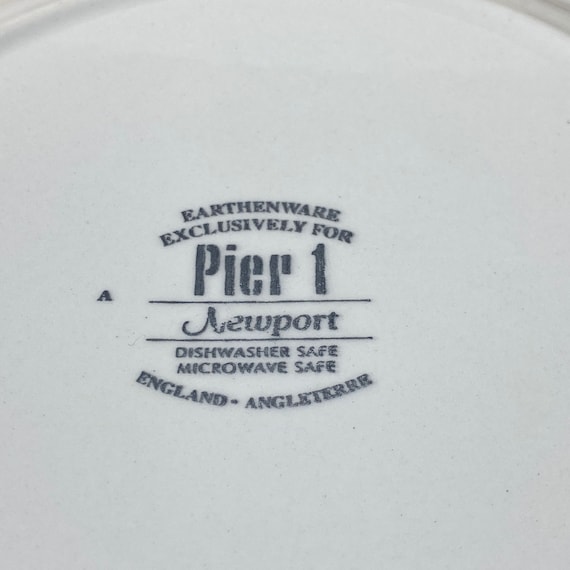 EARTHENWARE
EXCLUSIVELY FOR
Pier 1
A
Newport
DISHWASHER SAFE
MICROWAVE SAFE
ENGLAND - ANGLETERRE